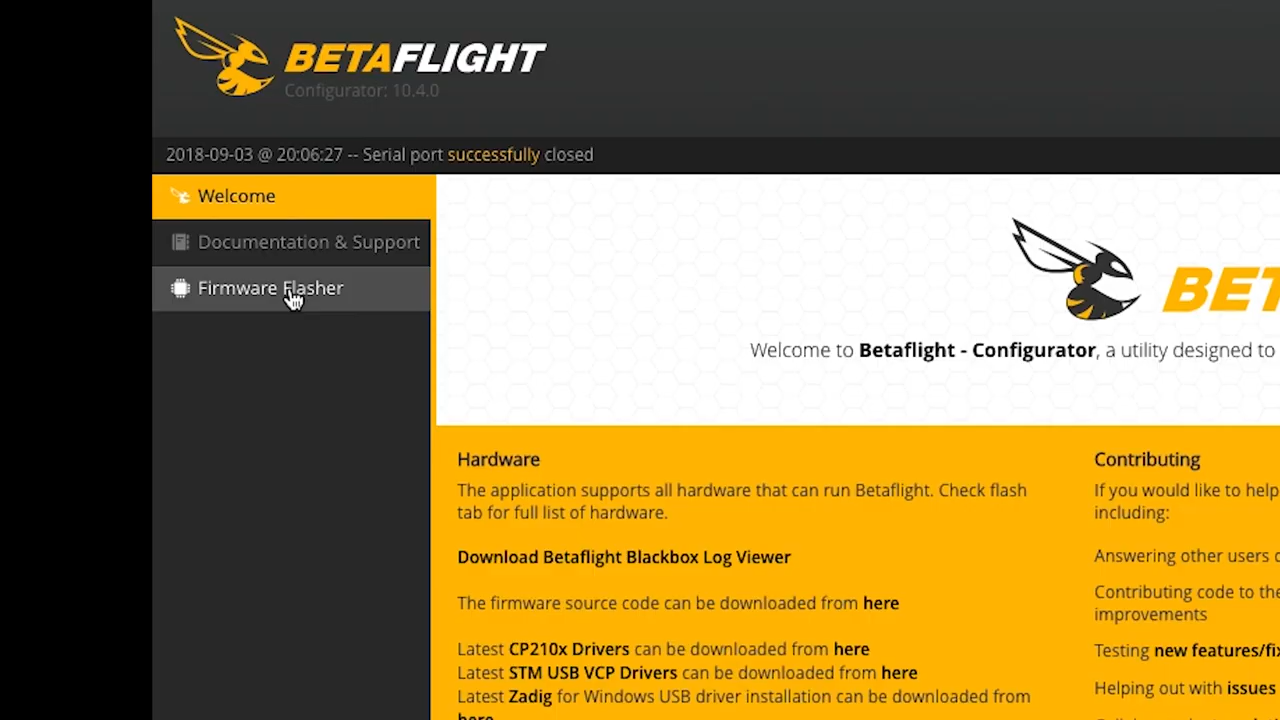 BETAFLIGHT
Configurator: 10.4.0
2018-09-03 @ 20:06:27 -- Serial port successfully closed
Welcome
Documentation & Support
Firmware Flasher
BET
Welcome to Betaflight - Configurator, a utility designed to
Hardware
The application supports all hardware that can run Betaflight. Check flash
tab for full list of hardware.
Download Betaflight Blackbox Log Viewer
The firmware source code can be downloaded from here
Latest CP210x Drivers can be downloaded from here
Latest STM USB VCP Drivers can be downloaded from here
Latest Zadig for Windows USB driver installation can be downloaded from
here
Contributing
If you would like to help
including:
Answering other users
Contributing code to the
improvements
Testing new features/fix
Helping out with issues